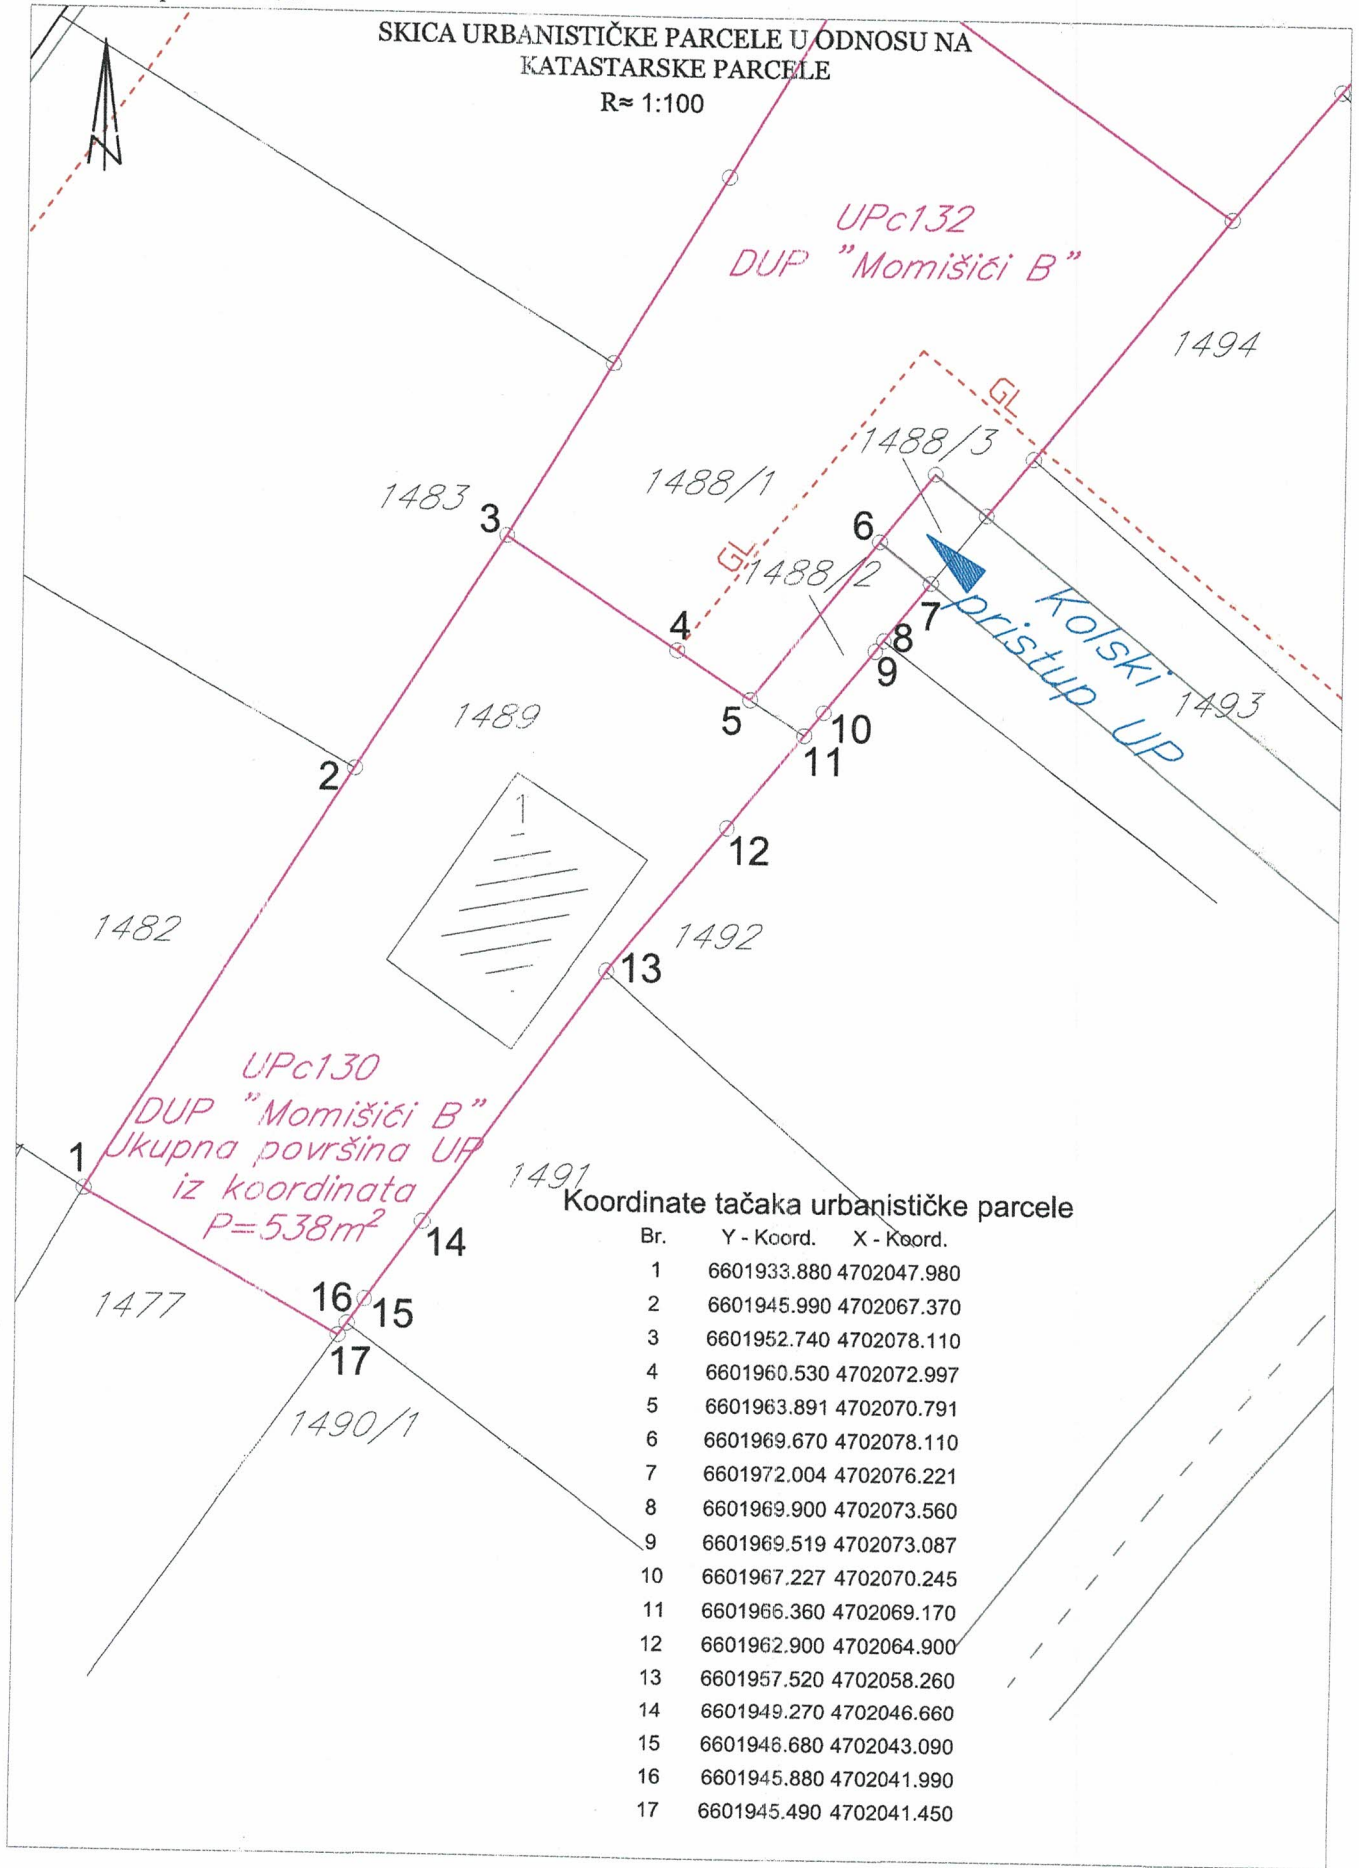 SKICA URBANISTIČKE PARCELE U ODNOSU NA
KATASTARSKE PARCELE
R≈ 1:100
N
UPc132
DUP "Momišići B"
1494
GL
1488/3
1488/1
1483
3
6
GL
1488/2
7
Kolski
pristup UP
4
8
9
1493
5
10
1489
11
2
12
1
1482
1492
13
UPc130
DUP "Momišići B"
Ukupna površina UP
iz koordinata
P=538m²
1
1491
14
1477
16
15
17
1490/1
Koordinate tačaka urbanističke parcele
Br. Y - Koord. X - Koord.
1 6601933.880 4702047.980
2 6601945.990 4702067.370
3 6601952.740 4702078.110
4 6601960.530 4702072.997
5 6601963.891 4702070.791
6 6601969.670 4702078.110
7 6601972.004 4702076.221
8 6601969.900 4702073.560
9 6601969.519 4702073.087
10 6601967.227 4702070.245
11 6601966.360 4702069.170
12 6601962.900 4702064.900
13 6601957.520 4702058.260
14 6601949.270 4702046.660
15 6601946.680 4702043.090
16 6601945.880 4702041.990
17 6601945.490 4702041.450